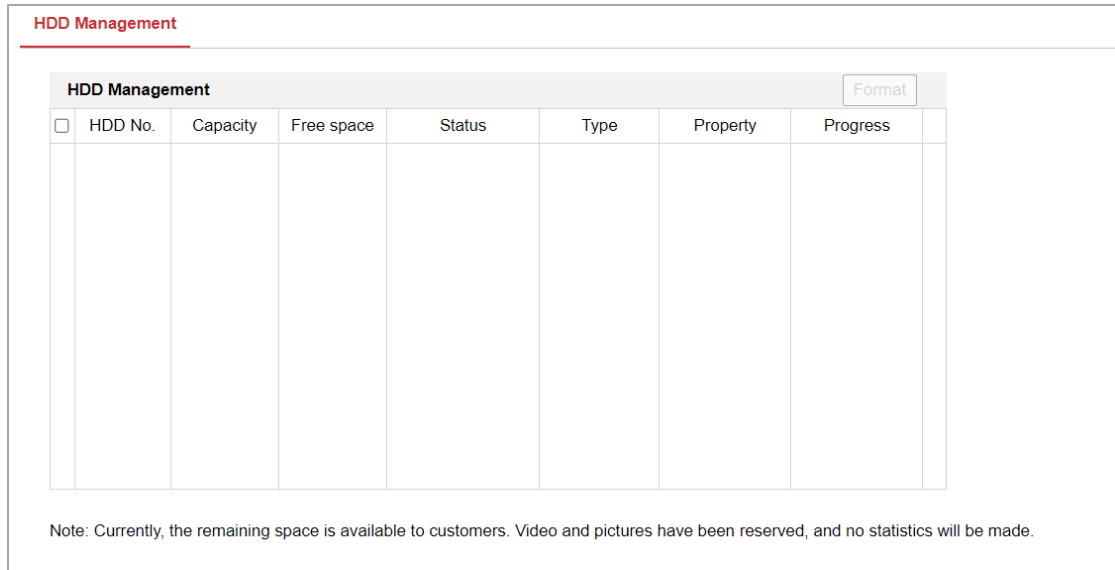 HDD Management
HDD Management Format
HDD No. Capacity Free space Status Type Property Progress
Note: Currently, the remaining space is available to customers. Video and pictures have been reserved, and no statistics will be made.